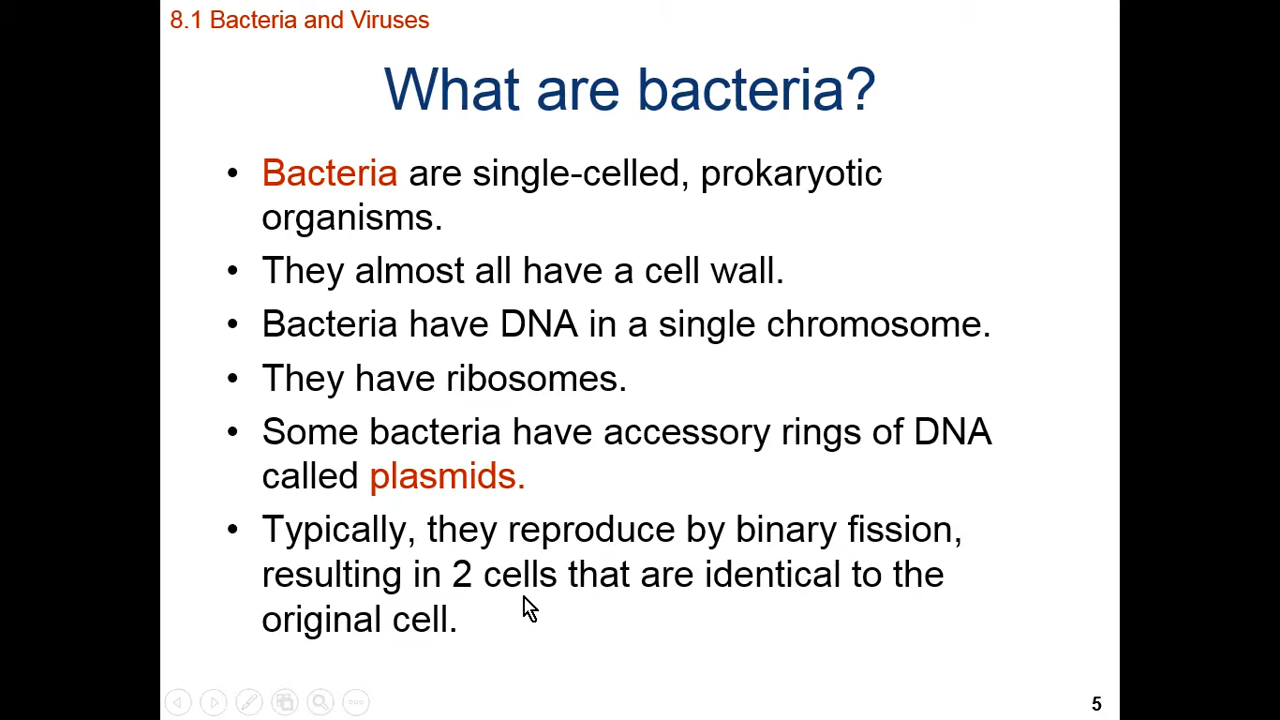 8.1 Bacteria and Viruses
What are bacteria?
• Bacteria are single-celled, prokaryotic
organisms.
• They almost all have a cell wall.
• Bacteria have DNA in a single chromosome.
• They have ribosomes.
• Some bacteria have accessory rings of DNA
called plasmids.
• Typically, they reproduce by binary fission,
resulting in 2 cells that are identical to the
original cell.
5